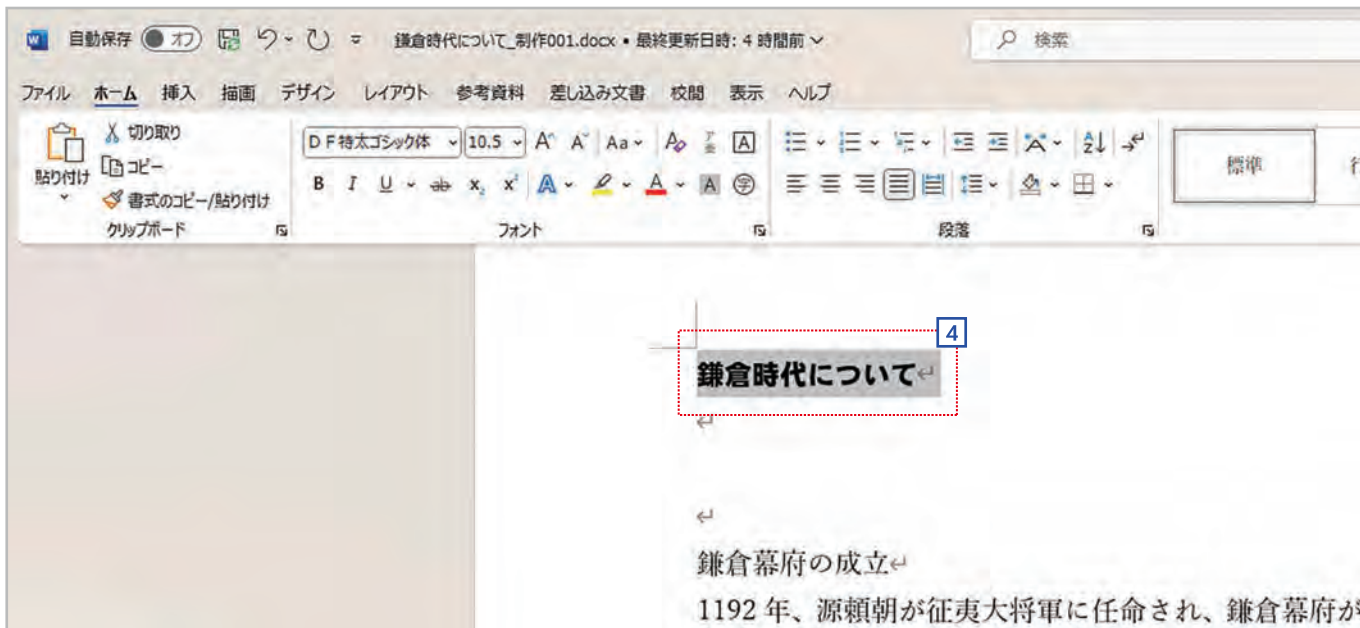 自動保存 オフ 鎌倉時代について_制作001.docx • 最終更新日時: 4 時間前 検索
ファイル ホーム 挿入 描画 デザイン レイアウト 参考資料 差し込み文書 校閲 表示 ヘルプ
貼り付け
切り取り
コピー
書式のコピー/貼り付け
クリップボード
ＤＦ特太ゴシック体 10.5 A A Aa A ア亜 A
B I U ab x₂ x² A A A 字
フォント
A Z
段落
標準
4
鎌倉時代について↵
↵
↵
鎌倉幕府の成立↵
1192 年、源頼朝が征夷大将軍に任命され、鎌倉幕府が